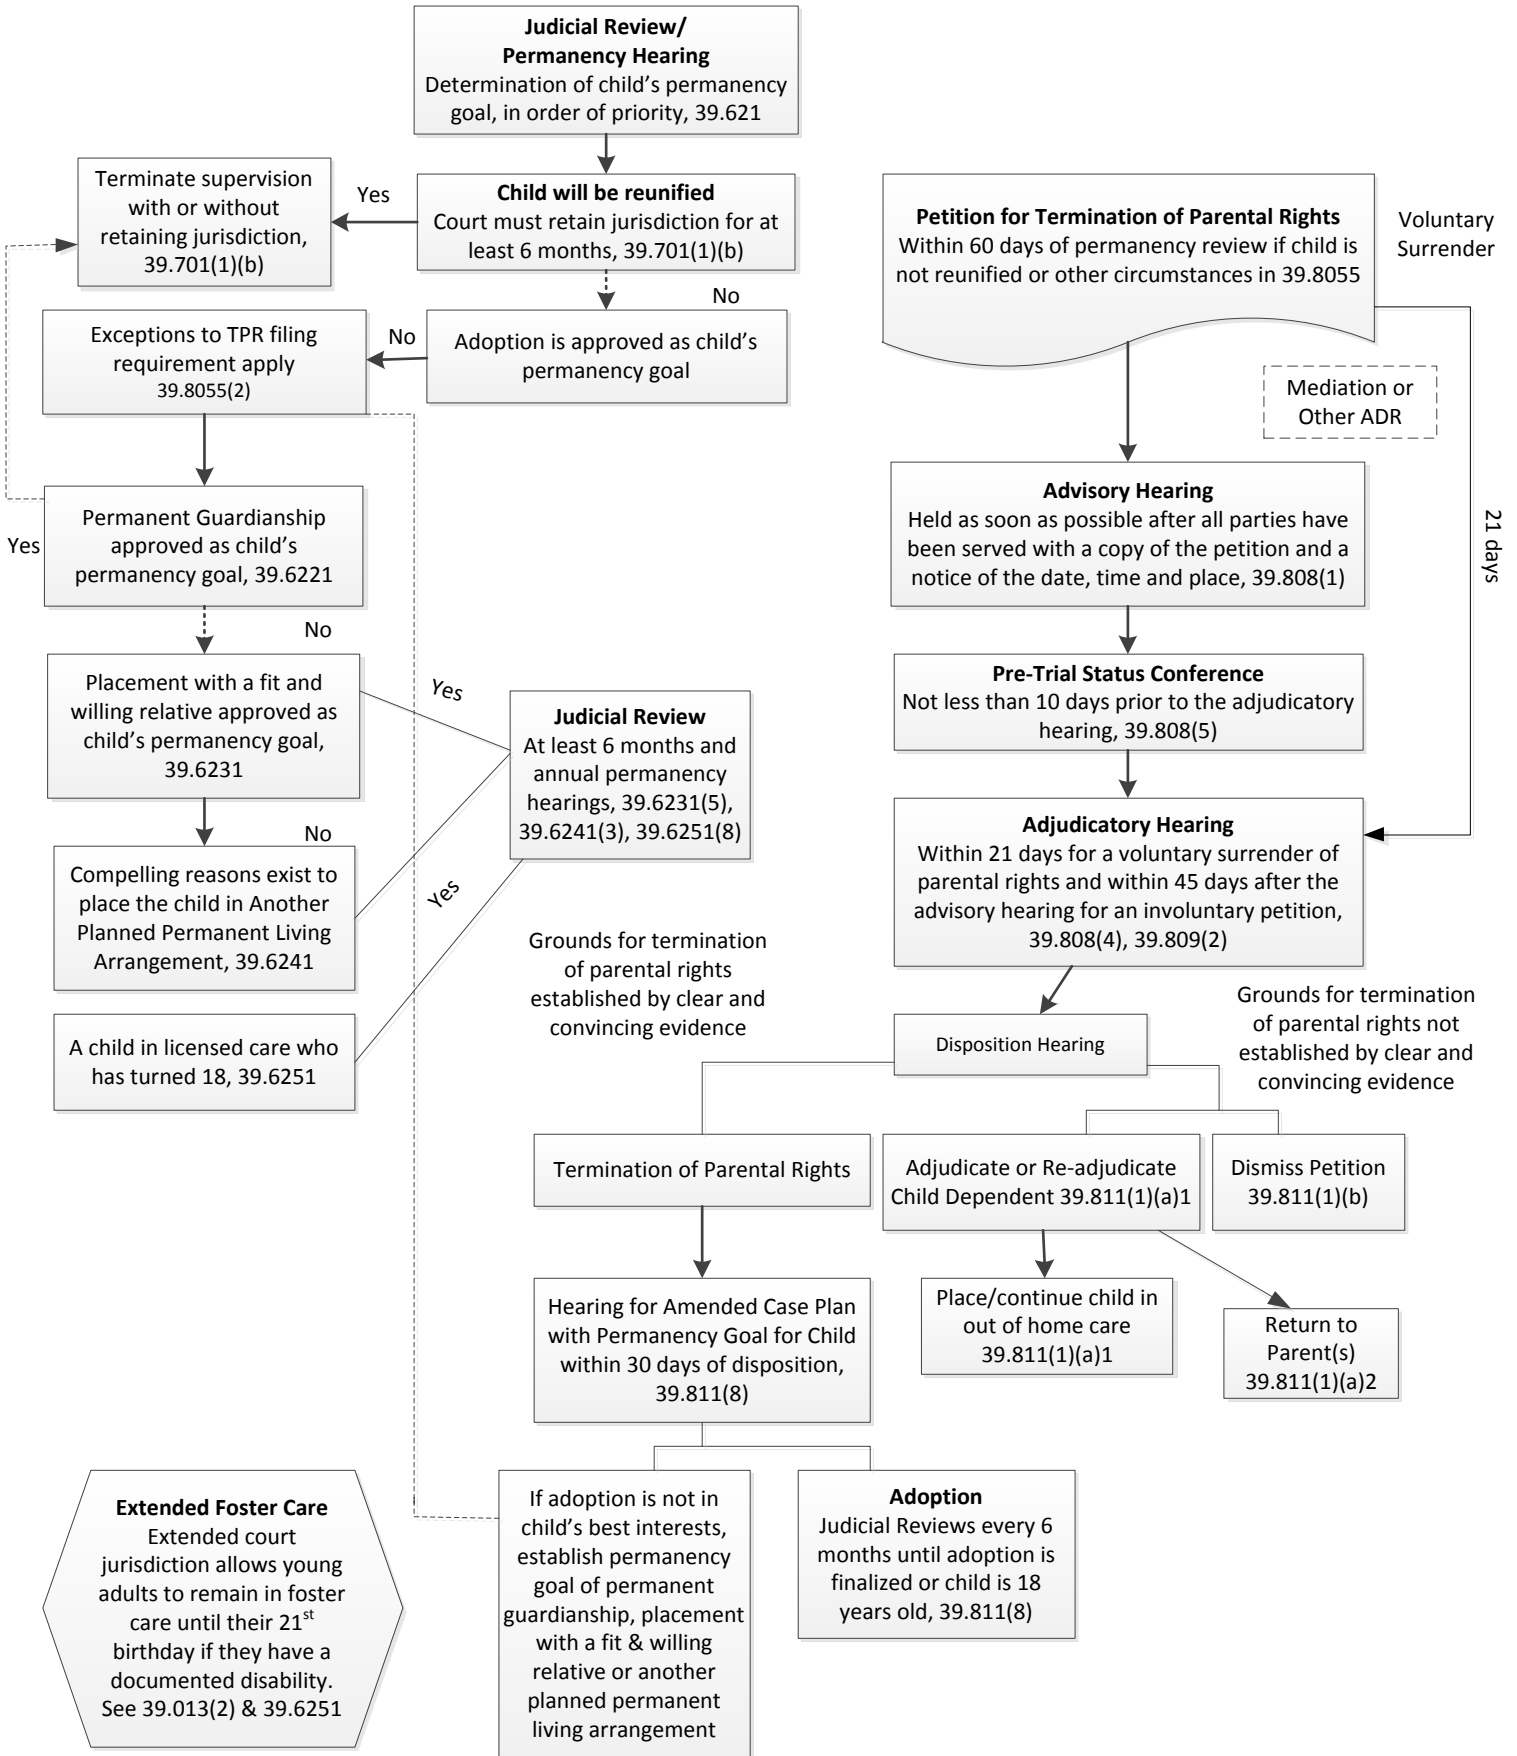 Judicial Review/
Permanency Hearing
Determination of child’s permanency
goal, in order of priority, 39.621
Terminate supervision
with or without
retaining jurisdiction,
39.701(1)(b)
Yes
Child will be reunified
Court must retain jurisdiction for at
least 6 months, 39.701(1)(b)
No
Exceptions to TPR filing
requirement apply
39.8055(2)
No
Adoption is approved as child’s
permanency goal
Yes
Permanent Guardianship
approved as child’s
permanency goal, 39.6221
No
Placement with a fit and
willing relative approved as
child’s permanency goal,
39.6231
Yes
No
Judicial Review
At least 6 months and
annual permanency
hearings, 39.6231(5),
39.6241(3), 39.6251(8)
Compelling reasons exist to
place the child in Another
Planned Permanent Living
Arrangement, 39.6241
Yes
A child in licensed care who
has turned 18, 39.6251
Petition for Termination of Parental Rights
Within 60 days of permanency review if child is
not reunified or other circumstances in 39.8055
Voluntary
Surrender
Mediation or
Other ADR
21 days
Advisory Hearing
Held as soon as possible after all parties have
been served with a copy of the petition and a
notice of the date, time and place, 39.808(1)
Pre-Trial Status Conference
Not less than 10 days prior to the adjudicatory
hearing, 39.808(5)
Adjudicatory Hearing
Within 21 days for a voluntary surrender of
parental rights and within 45 days after the
advisory hearing for an involuntary petition,
39.808(4), 39.809(2)
Grounds for termination
of parental rights
established by clear and
convincing evidence
Disposition Hearing
Grounds for termination
of parental rights not
established by clear and
convincing evidence
Termination of Parental Rights
Adjudicate or Re-adjudicate
Child Dependent 39.811(1)(a)1
Dismiss Petition
39.811(1)(b)
Hearing for Amended Case Plan
with Permanency Goal for Child
within 30 days of disposition,
39.811(8)
Place/continue child in
out of home care
39.811(1)(a)1
Return to
Parent(s)
39.811(1)(a)2
Extended Foster Care
Extended court
jurisdiction allows young
adults to remain in foster
care until their 21st
birthday if they have a
documented disability.
See 39.013(2) & 39.6251
If adoption is not in
child’s best interests,
establish permanency
goal of permanent
guardianship, placement
with a fit & willing
relative or another
planned permanent
living arrangement
Adoption
Judicial Reviews every 6
months until adoption is
finalized or child is 18
years old, 39.811(8)